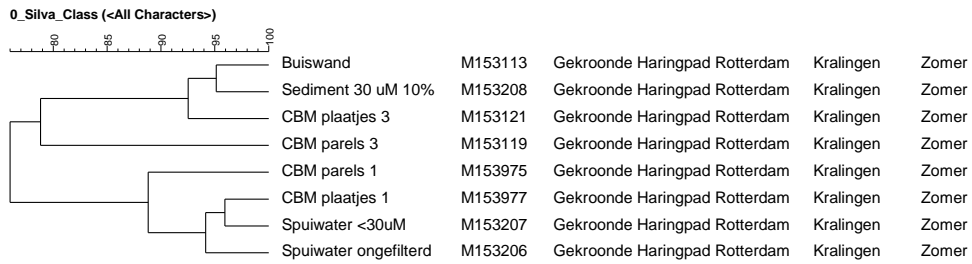 0_Silva_Class (<All Characters>)
80 85 90 95 100
Buiswand M153113 Gekroonde Haringpad Rotterdam Kralingen Zomer
Sediment 30 uM 10% M153208 Gekroonde Haringpad Rotterdam Kralingen Zomer
CBM plaatjes 3 M153121 Gekroonde Haringpad Rotterdam Kralingen Zomer
CBM parels 3 M153119 Gekroonde Haringpad Rotterdam Kralingen Zomer
CBM parels 1 M153975 Gekroonde Haringpad Rotterdam Kralingen Zomer
CBM plaatjes 1 M153977 Gekroonde Haringpad Rotterdam Kralingen Zomer
Spuiwater <30uM M153207 Gekroonde Haringpad Rotterdam Kralingen Zomer
Spuiwater ongefilterd M153206 Gekroonde Haringpad Rotterdam Kralingen Zomer